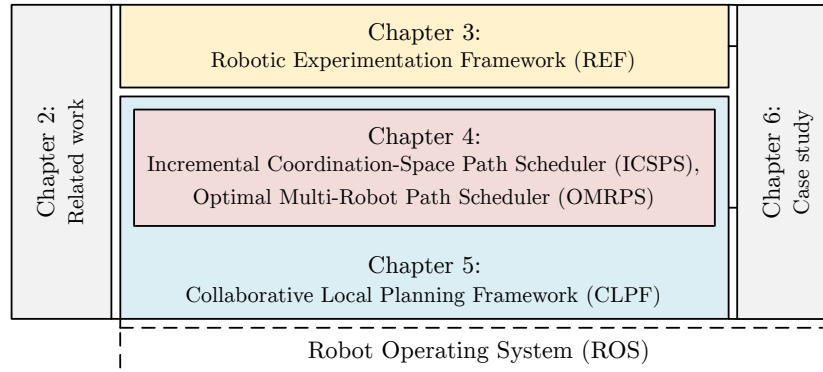 Chapter 2:
Related work
Chapter 3:
Robotic Experimentation Framework (REF)
Chapter 4:
Incremental Coordination-Space Path Scheduler (ICSPS),
Optimal Multi-Robot Path Scheduler (OMRPS)
Chapter 5:
Collaborative Local Planning Framework (CLPF)
Chapter 6:
Case study
Robot Operating System (ROS)